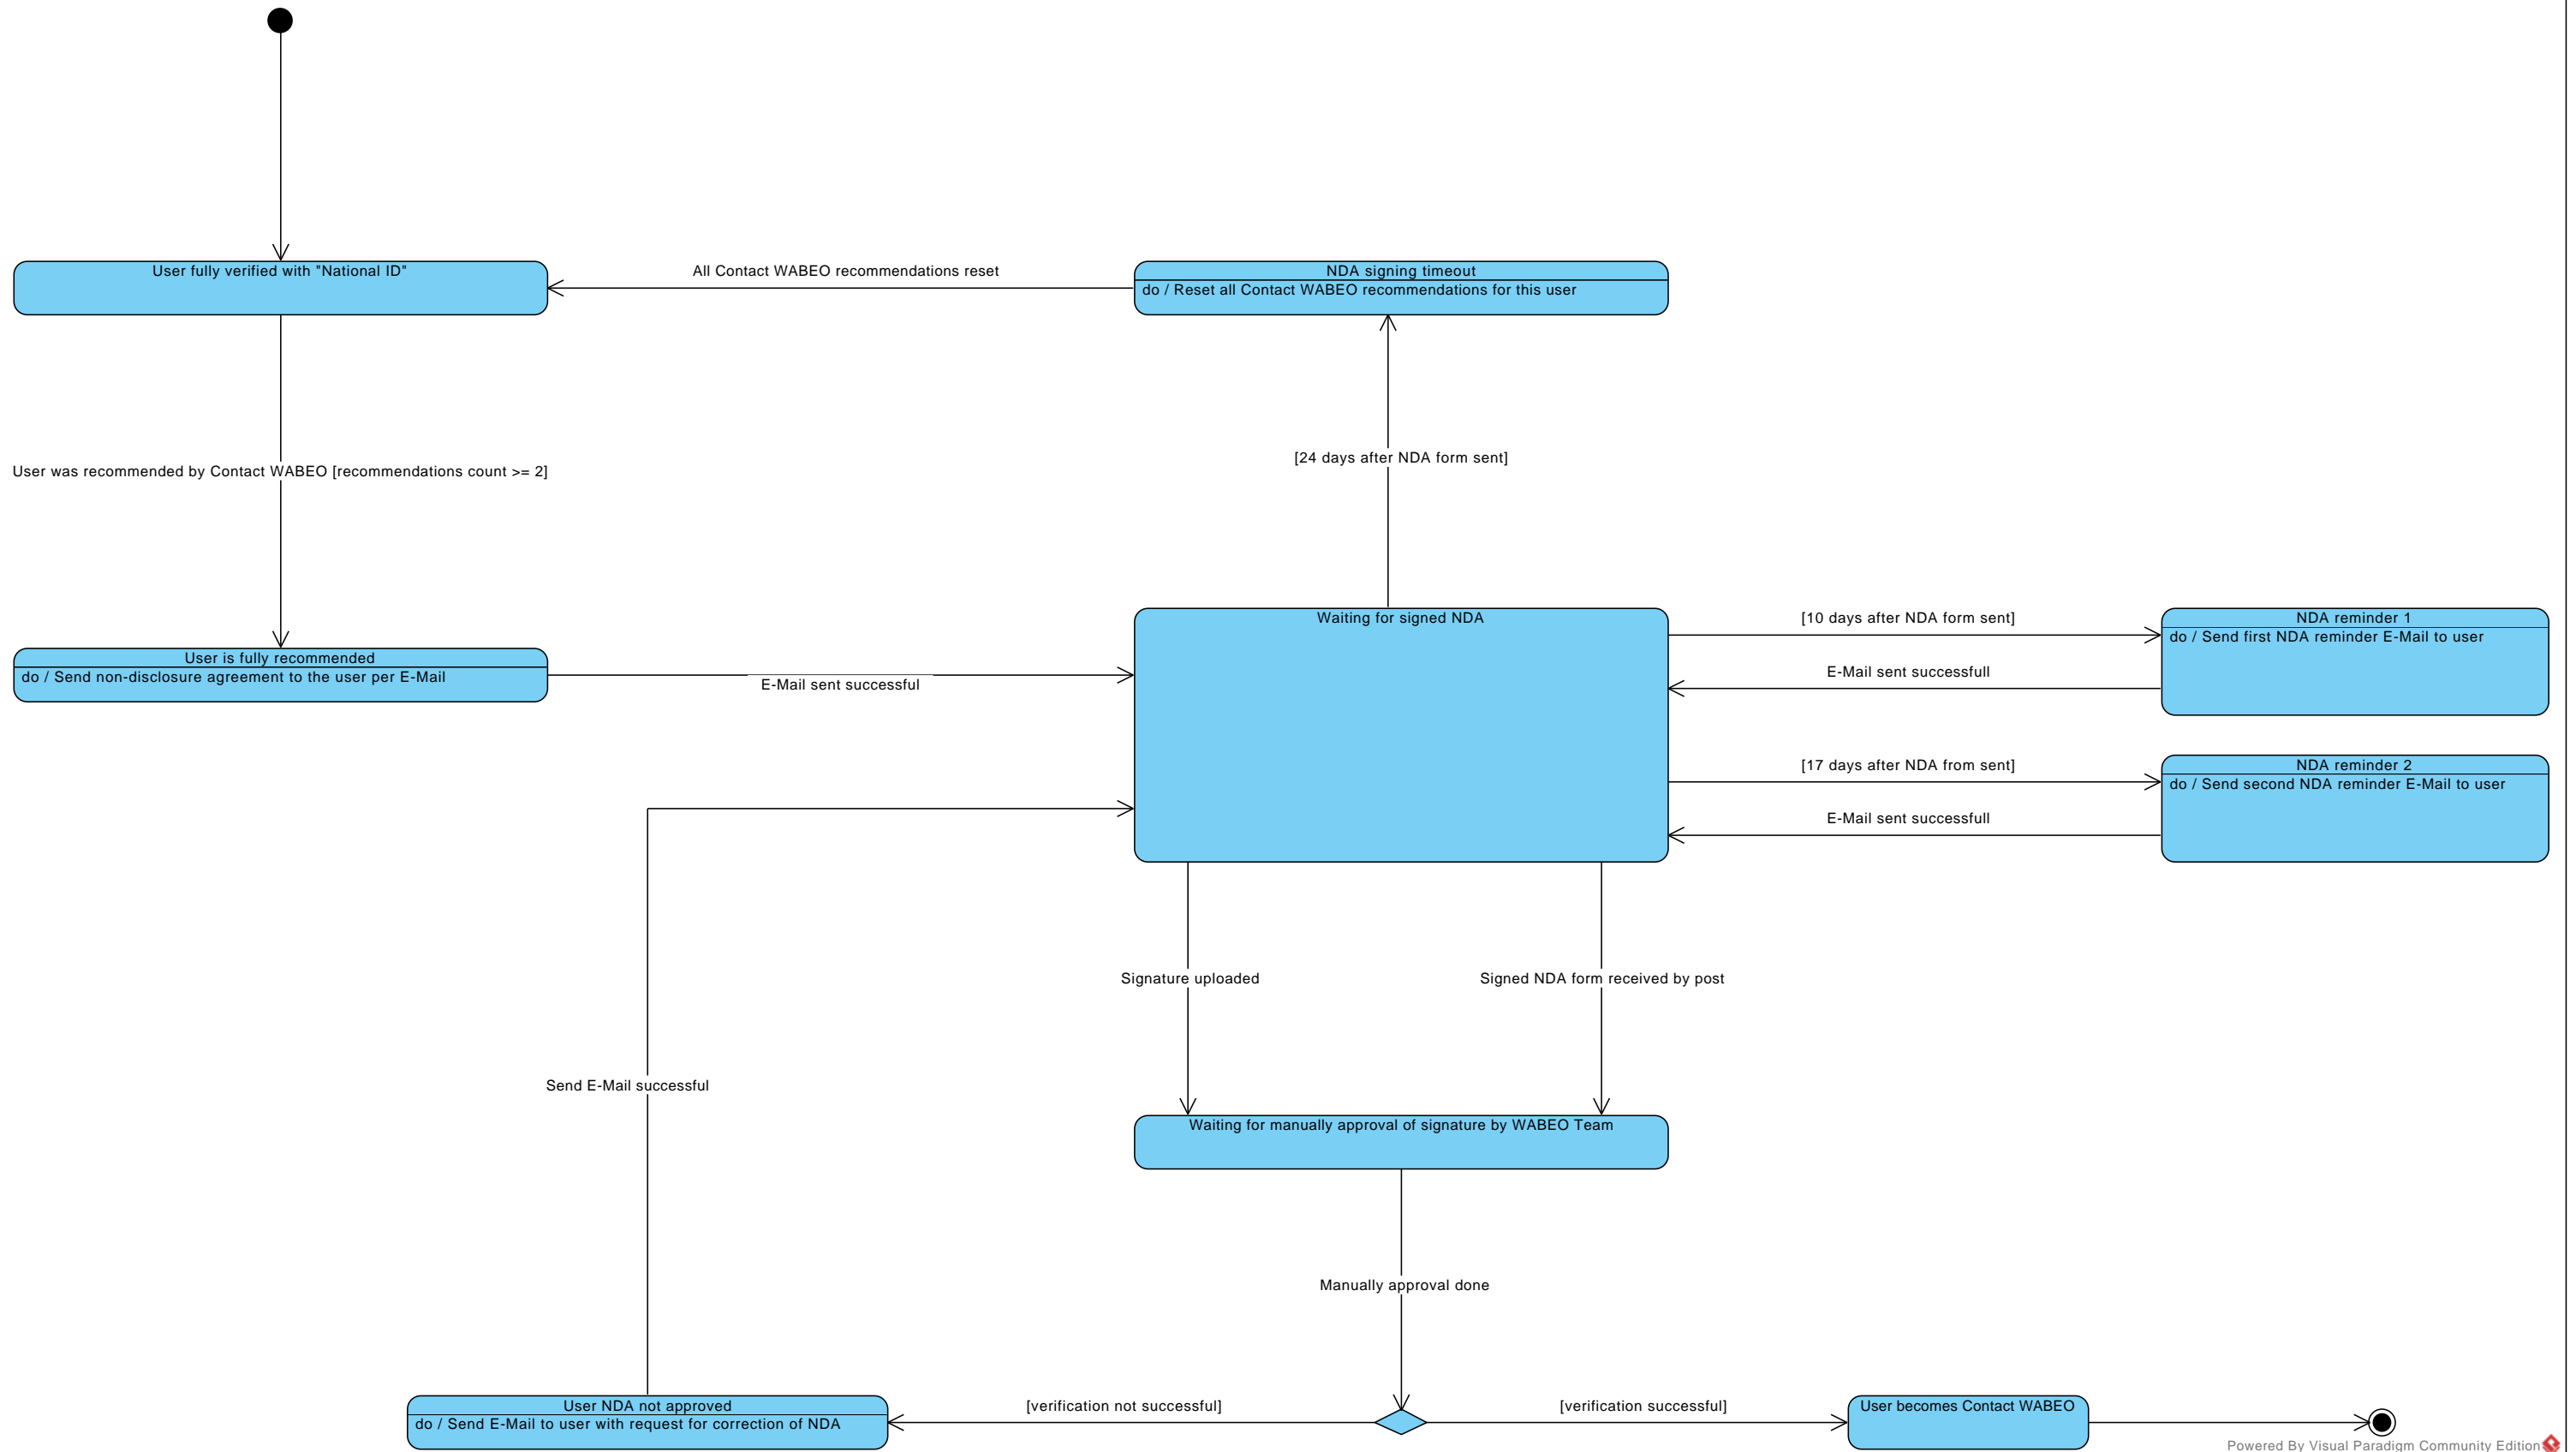 User fully verified with "National ID"
All Contact WABEO recommendations reset
NDA signing timeout
do / Reset all Contact WABEO recommendations for this user
User was recommended by Contact WABEO [recommendations count >= 2]
[24 days after NDA form sent]
User is fully recommended
do / Send non-disclosure agreement to the user per E-Mail
E-Mail sent successful
Waiting for signed NDA
[10 days after NDA form sent]
NDA reminder 1
do / Send first NDA reminder E-Mail to user
E-Mail sent successfull
[17 days after NDA from sent]
NDA reminder 2
do / Send second NDA reminder E-Mail to user
E-Mail sent successfull
Signature uploaded
Signed NDA form received by post
Send E-Mail successful
Waiting for manually approval of signature by WABEO Team
Manually approval done
User NDA not approved
do / Send E-Mail to user with request for correction of NDA
[verification not successful]
[verification successful]
User becomes Contact WABEO
Powered By Visual Paradigm Community Edition